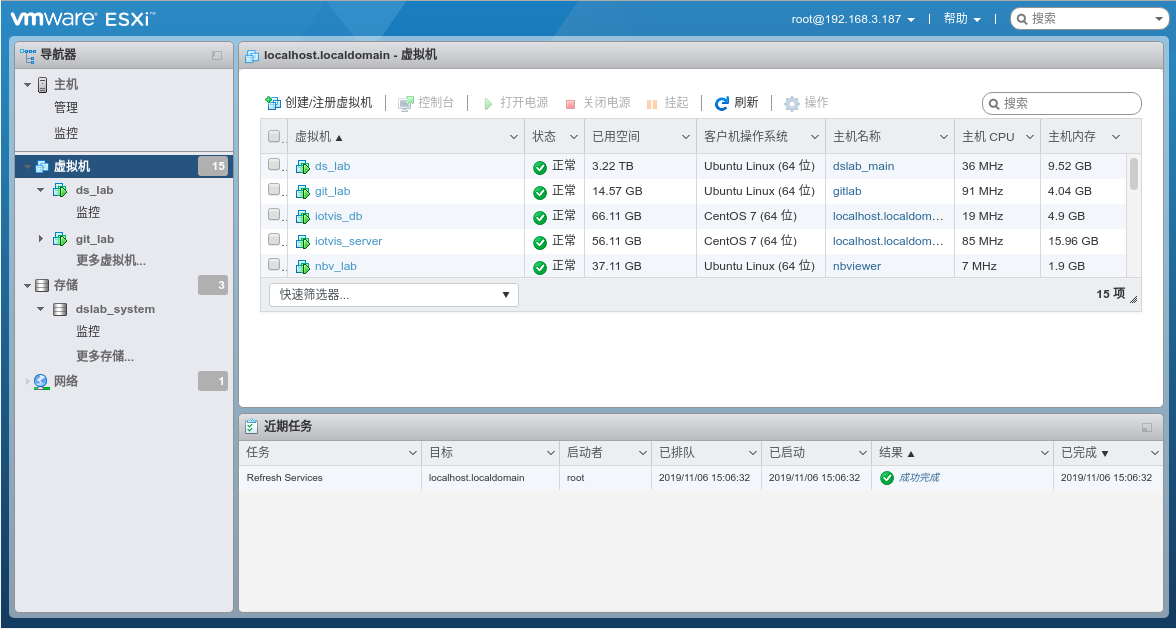 vmware ESXi™
root@192.168.3.187 | 帮助 | 搜索
导航器
主机
管理
监控
虚拟机 15
ds_lab
监控
git_lab
更多虚拟机...
存储 3
dslab_system
监控
更多存储...
网络 1
localhost.localdomain - 虚拟机
创建/注册虚拟机 | 控制台 | 打开电源 关闭电源 挂起 | 刷新 | 操作 搜索
虚拟机 ▲ 状态 已用空间 客户机操作系统 主机名称 主机 CPU 主机内存
ds_lab 正常 3.22 TB Ubuntu Linux (64 位) dslab_main 36 MHz 9.52 GB
git_lab 正常 14.57 GB Ubuntu Linux (64 位) gitlab 91 MHz 4.04 GB
iotvis_db 正常 66.11 GB CentOS 7 (64 位) localhost.localdom... 19 MHz 4.9 GB
iotvis_server 正常 56.11 GB CentOS 7 (64 位) localhost.localdom... 85 MHz 15.96 GB
nbv_lab 正常 37.11 GB Ubuntu Linux (64 位) nbviewer 7 MHz 1.9 GB
快速筛选器... 15 项
近期任务
任务 目标 启动者 已排队 已启动 结果 ▲ 已完成 ▼
Refresh Services localhost.localdomain root 2019/11/06 15:06:32 2019/11/06 15:06:32 成功完成 2019/11/06 15:06:32